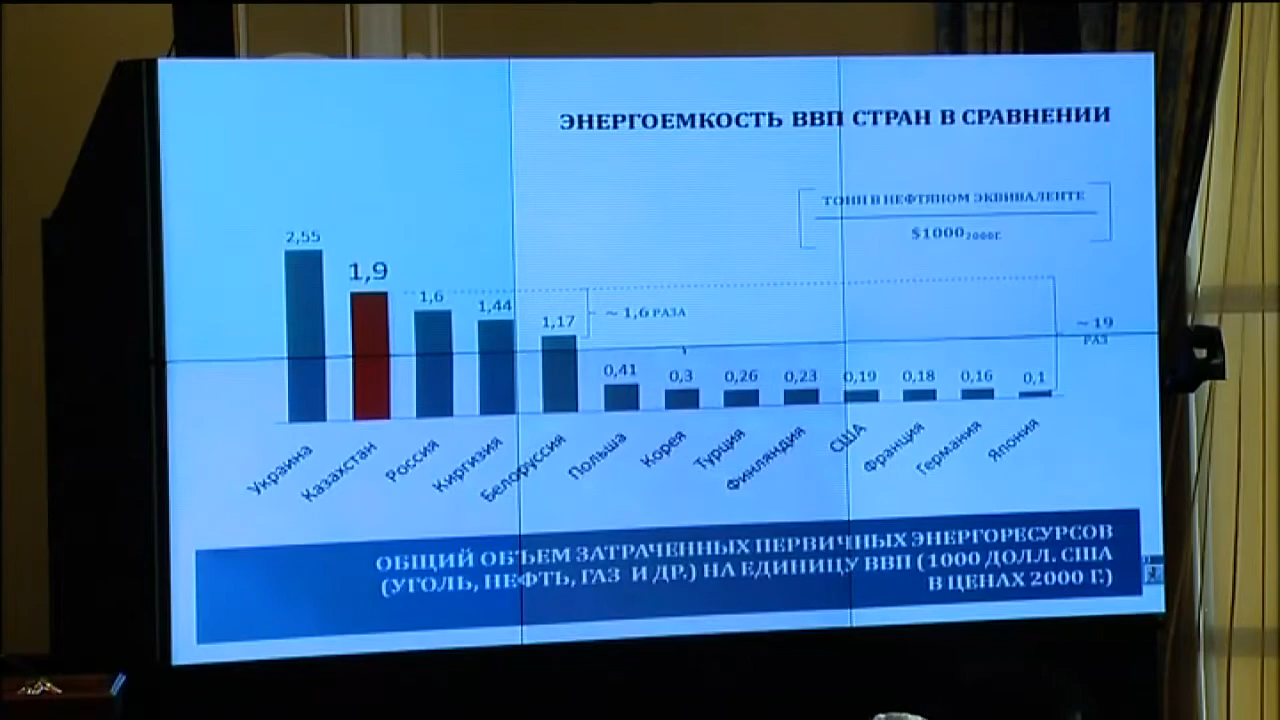 ЭНЕРГОЕМКОСТЬ ВВП СТРАН В СРАВНЕНИИ
ТОНН В НЕФТЯНОМ ЭКВИВАЛЕНТЕ
$1000 2000Г.
2,55
1,9
1,6
1,44
1,17
~ 1,6 РАЗА
~ 19
РАЗ
0,41
0,3
0,26
0,23
0,19
0,18
0,16
0,1
Украина
Казахстан
Россия
Киргизия
Белоруссия
Польша
Корея
Турция
Финляндия
США
Франция
Германия
Япония
ОБЩИЙ ОБЪЕМ ЗАТРАЧЕННЫХ ПЕРВИЧНЫХ ЭНЕРГОРЕСУРСОВ
(УГОЛЬ, НЕФТЬ, ГАЗ И ДР.) НА ЕДИНИЦУ ВВП (1000 ДОЛЛ. США
В ЦЕНАХ 2000 Г.)